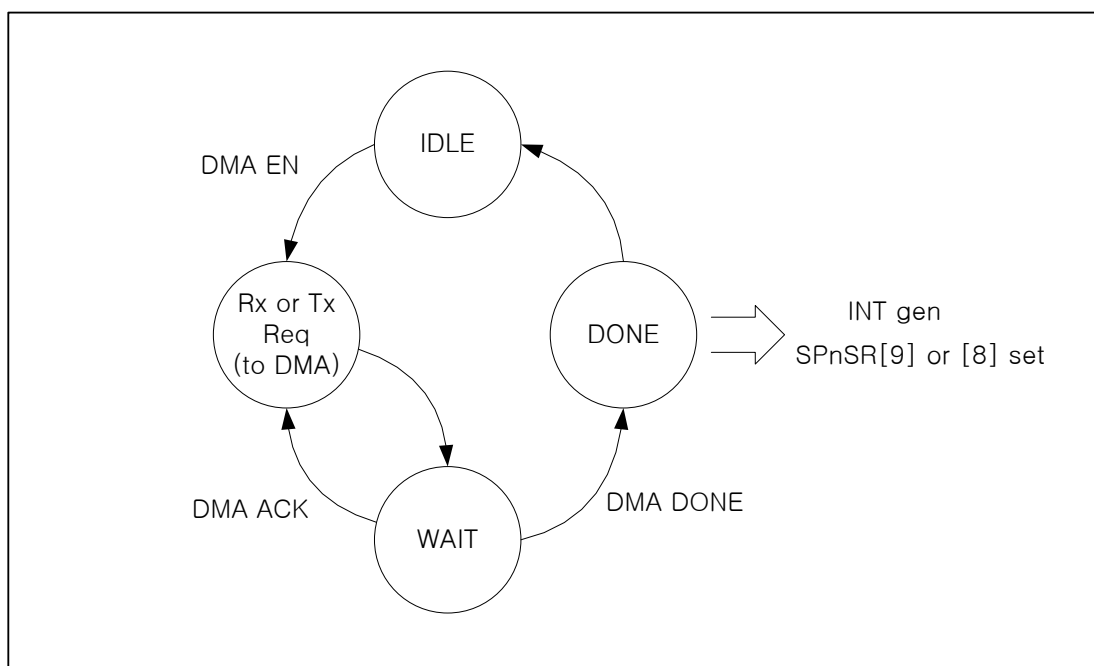 IDLE
DMA EN
Rx or Tx
Req
(to DMA)
DONE
INT gen
SPnSR[9] or [8] set
DMA ACK
DMA DONE
WAIT